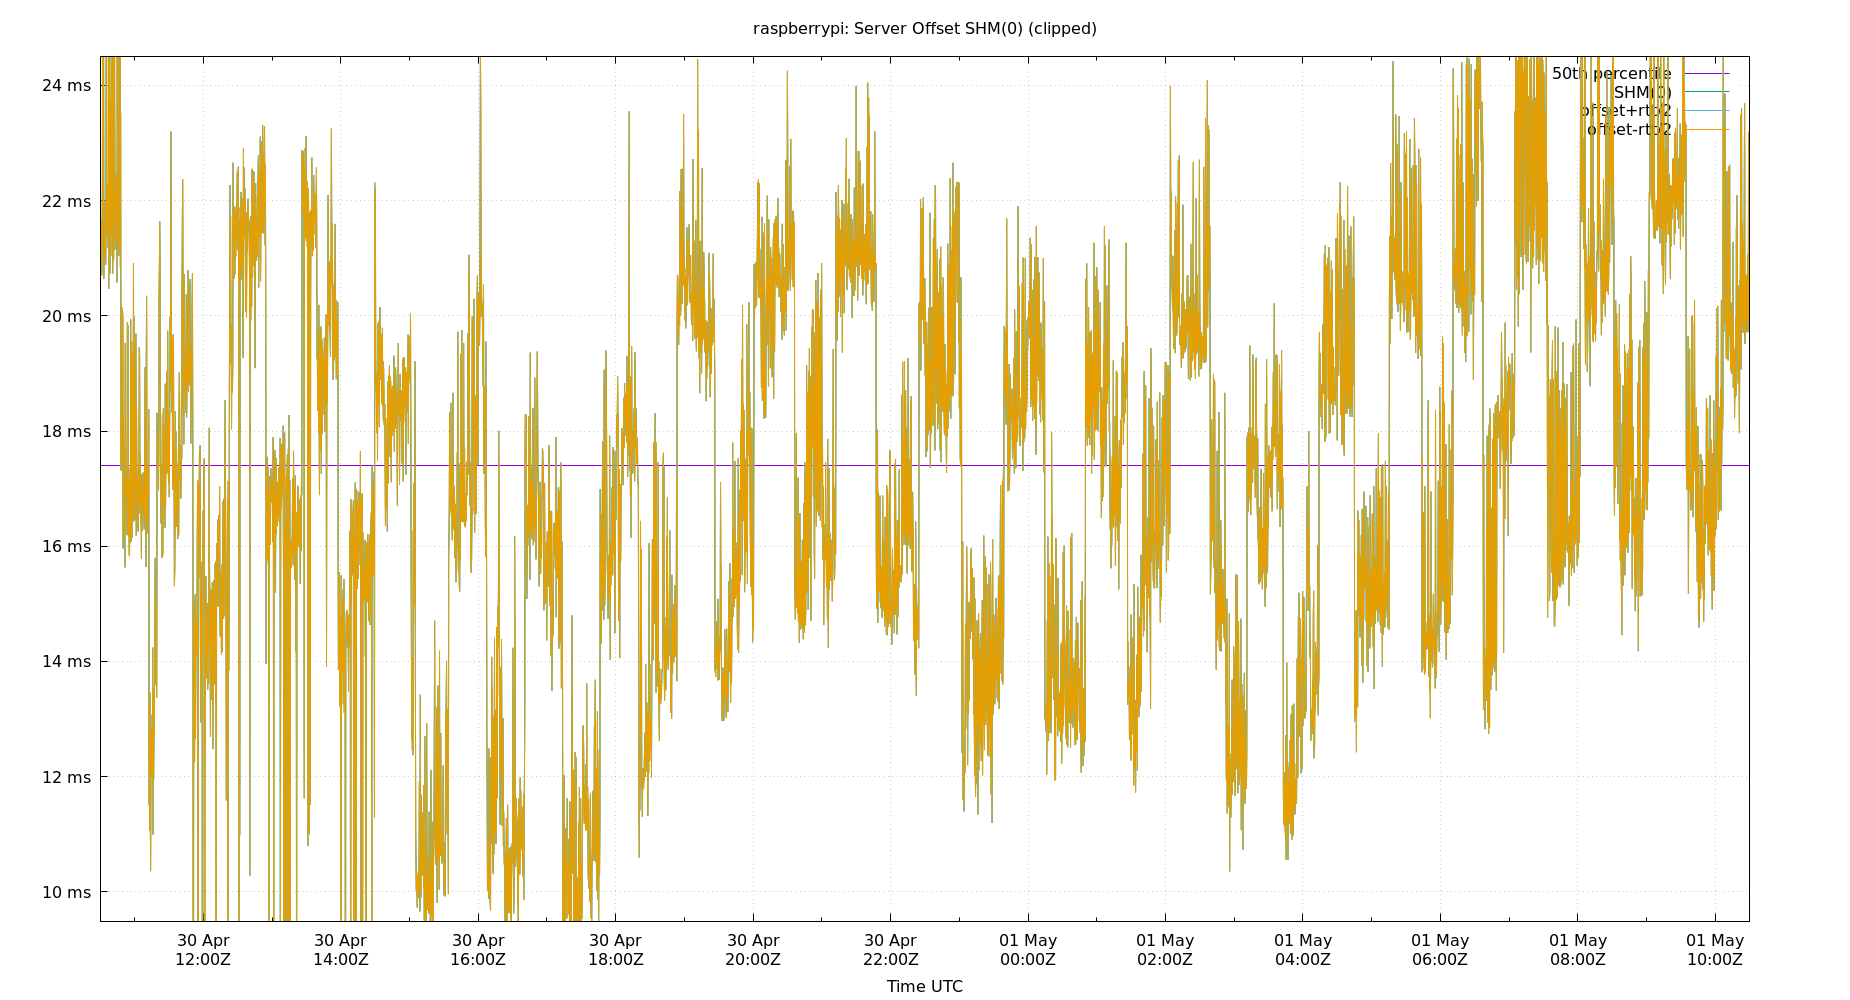 raspberrypi: Server Offset SHM(0) (clipped)
24 ms
22 ms
20 ms
18 ms
16 ms
14 ms
12 ms
10 ms
50th percentile
SHM(0)
offset+rtt/2
offset-rtt/2
30 Apr 12:00Z
30 Apr 14:00Z
30 Apr 16:00Z
30 Apr 18:00Z
30 Apr 20:00Z
30 Apr 22:00Z
01 May 00:00Z
01 May 02:00Z
01 May 04:00Z
01 May 06:00Z
01 May 08:00Z
01 May 10:00Z
Time UTC